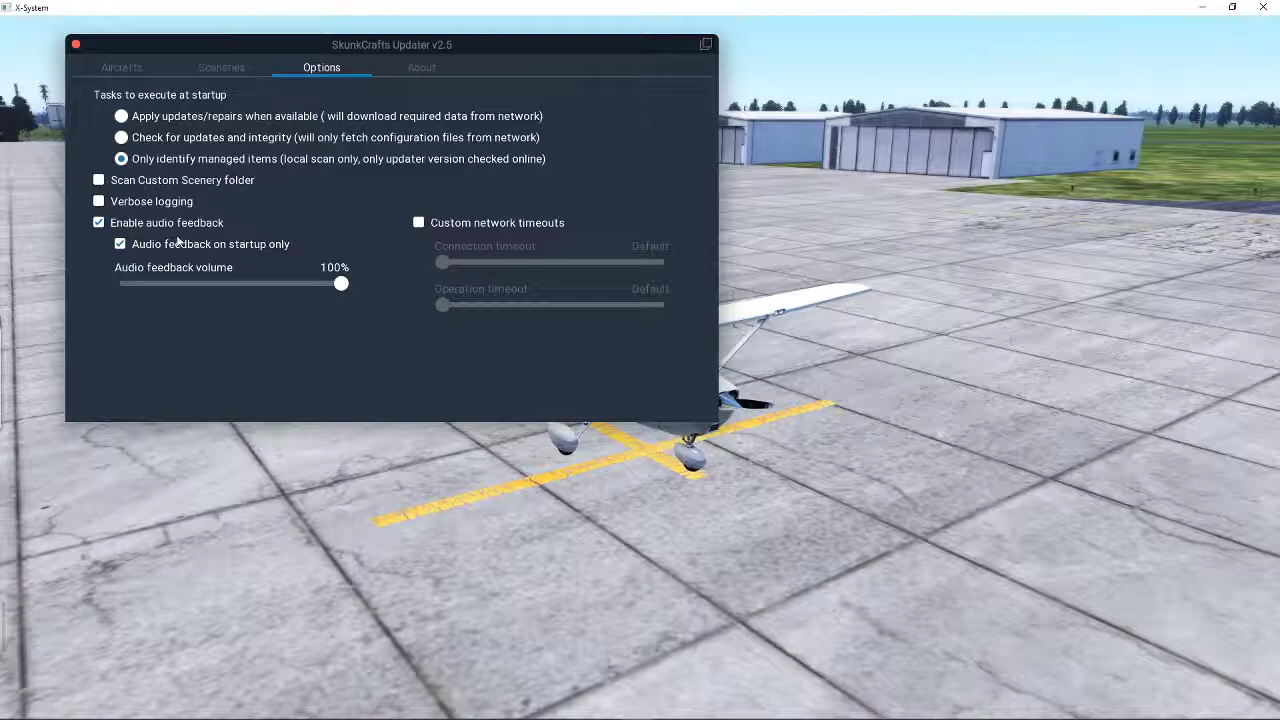 X-System
SkunkCrafts Updater v2.5
Aircrafts Sceneries Options About
Tasks to execute at startup
Apply updates/repairs when available ( will download required data from network)
Check for updates and integrity (will only fetch configuration files from network)
Only identify managed items (local scan only, only updater version checked online)
Scan Custom Scenery folder
Verbose logging
Enable audio feedback
Audio feedback on startup only
Audio feedback volume 100%
Custom network timeouts
Connection timeout Default
Operation timeout Default